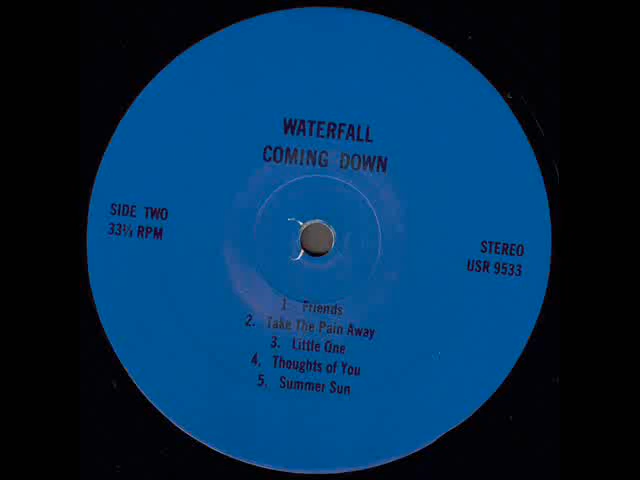 WATERFALL
COMING DOWN
SIDE TWO
33⅓ RPM
STEREO
USR 9533
1. Friends
2. Take The Pain Away
3. Little One
4. Thoughts of You
5. Summer Sun